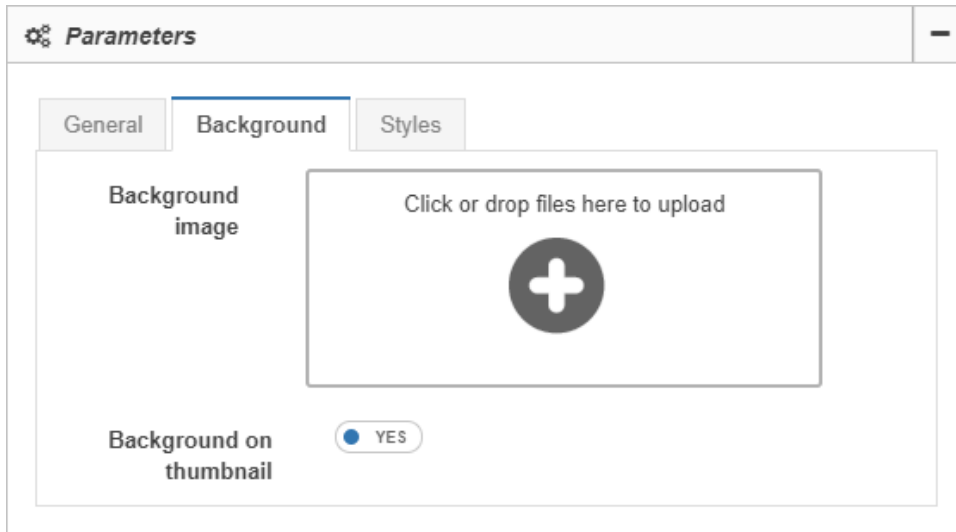 Parameters
General Background Styles
Background
image
Click or drop files here to upload
Background on
thumbnail
YES